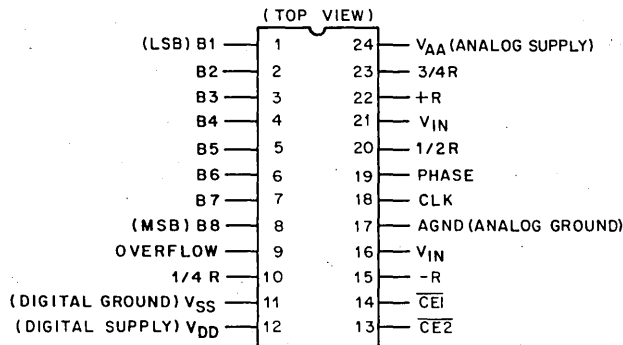 (TOP VIEW)
(LSB) B1 1 24 VAA (ANALOG SUPPLY)
B2 2 23 3/4R
B3 3 22 +R
B4 4 21 VIN
B5 5 20 1/2R
B6 6 19 PHASE
B7 7 18 CLK
(MSB) B8 8 17 AGND (ANALOG GROUND)
OVERFLOW 9 16 VIN
1/4 R 10 15 -R
(DIGITAL GROUND) VSS 11 14 CE1
(DIGITAL SUPPLY) VDD 12 13 CE2